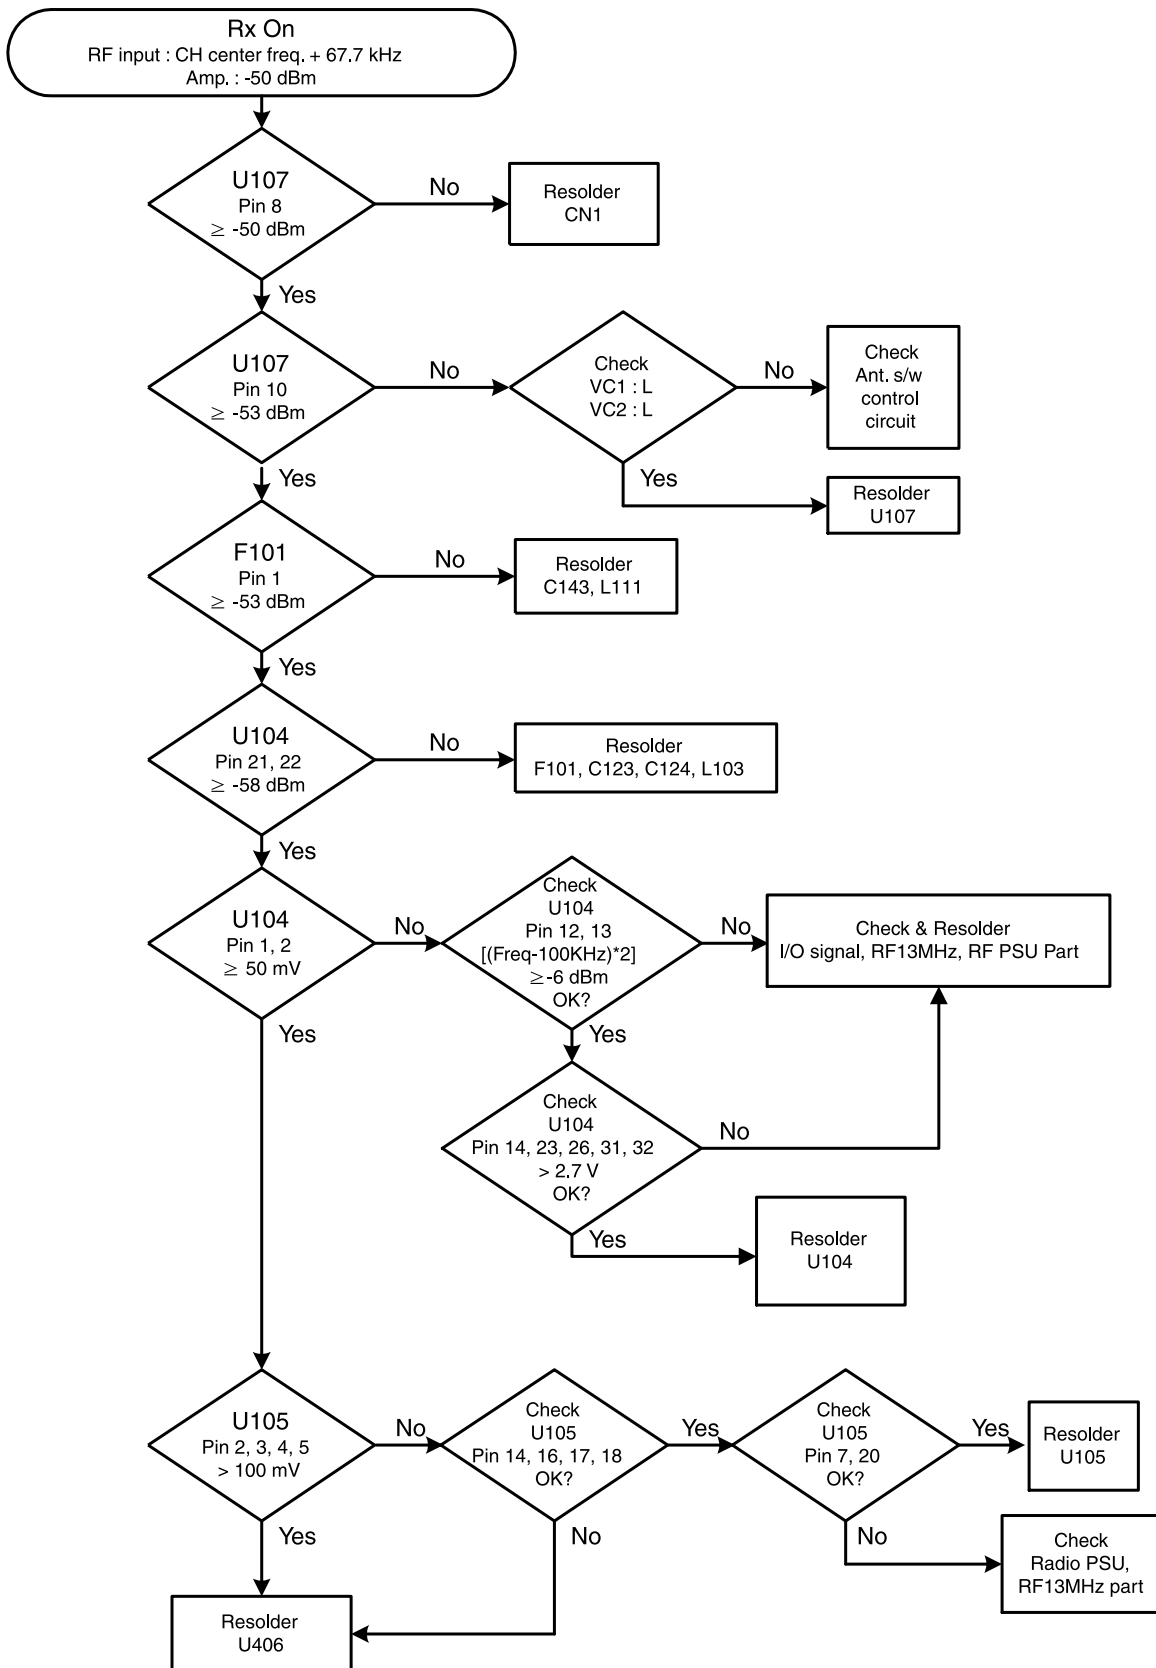 Rx On
RF input : CH center freq. + 67.7 kHz
Amp. : -50 dBm
U107
Pin 8
≥ -50 dBm
No
Resolder
CN1
Yes
U107
Pin 10
≥ -53 dBm
No
Check
VC1 : L
VC2 : L
No
Check
Ant. s/w
control
circuit
Yes
Resolder
U107
Yes
F101
Pin 1
≥ -53 dBm
No
Resolder
C143, L111
Yes
U104
Pin 21, 22
≥ -58 dBm
No
Resolder
F101, C123, C124, L103
Yes
U104
Pin 1, 2
≥ 50 mV
No
Check
U104
Pin 12, 13
[(Freq-100KHz)*2]
≥ -6 dBm
OK?
No
Check & Resolder
I/O signal, RF13MHz, RF PSU Part
Yes
Yes
Check
U104
Pin 14, 23, 26, 31, 32
> 2.7 V
OK?
No
Yes
Resolder
U104
U105
Pin 2, 3, 4, 5
> 100 mV
No
Check
U105
Pin 14, 16, 17, 18
OK?
Yes
Check
U105
Pin 7, 20
OK?
Yes
Resolder
U105
Yes
No
No
Check
Radio PSU,
RF13MHz part
Resolder
U406